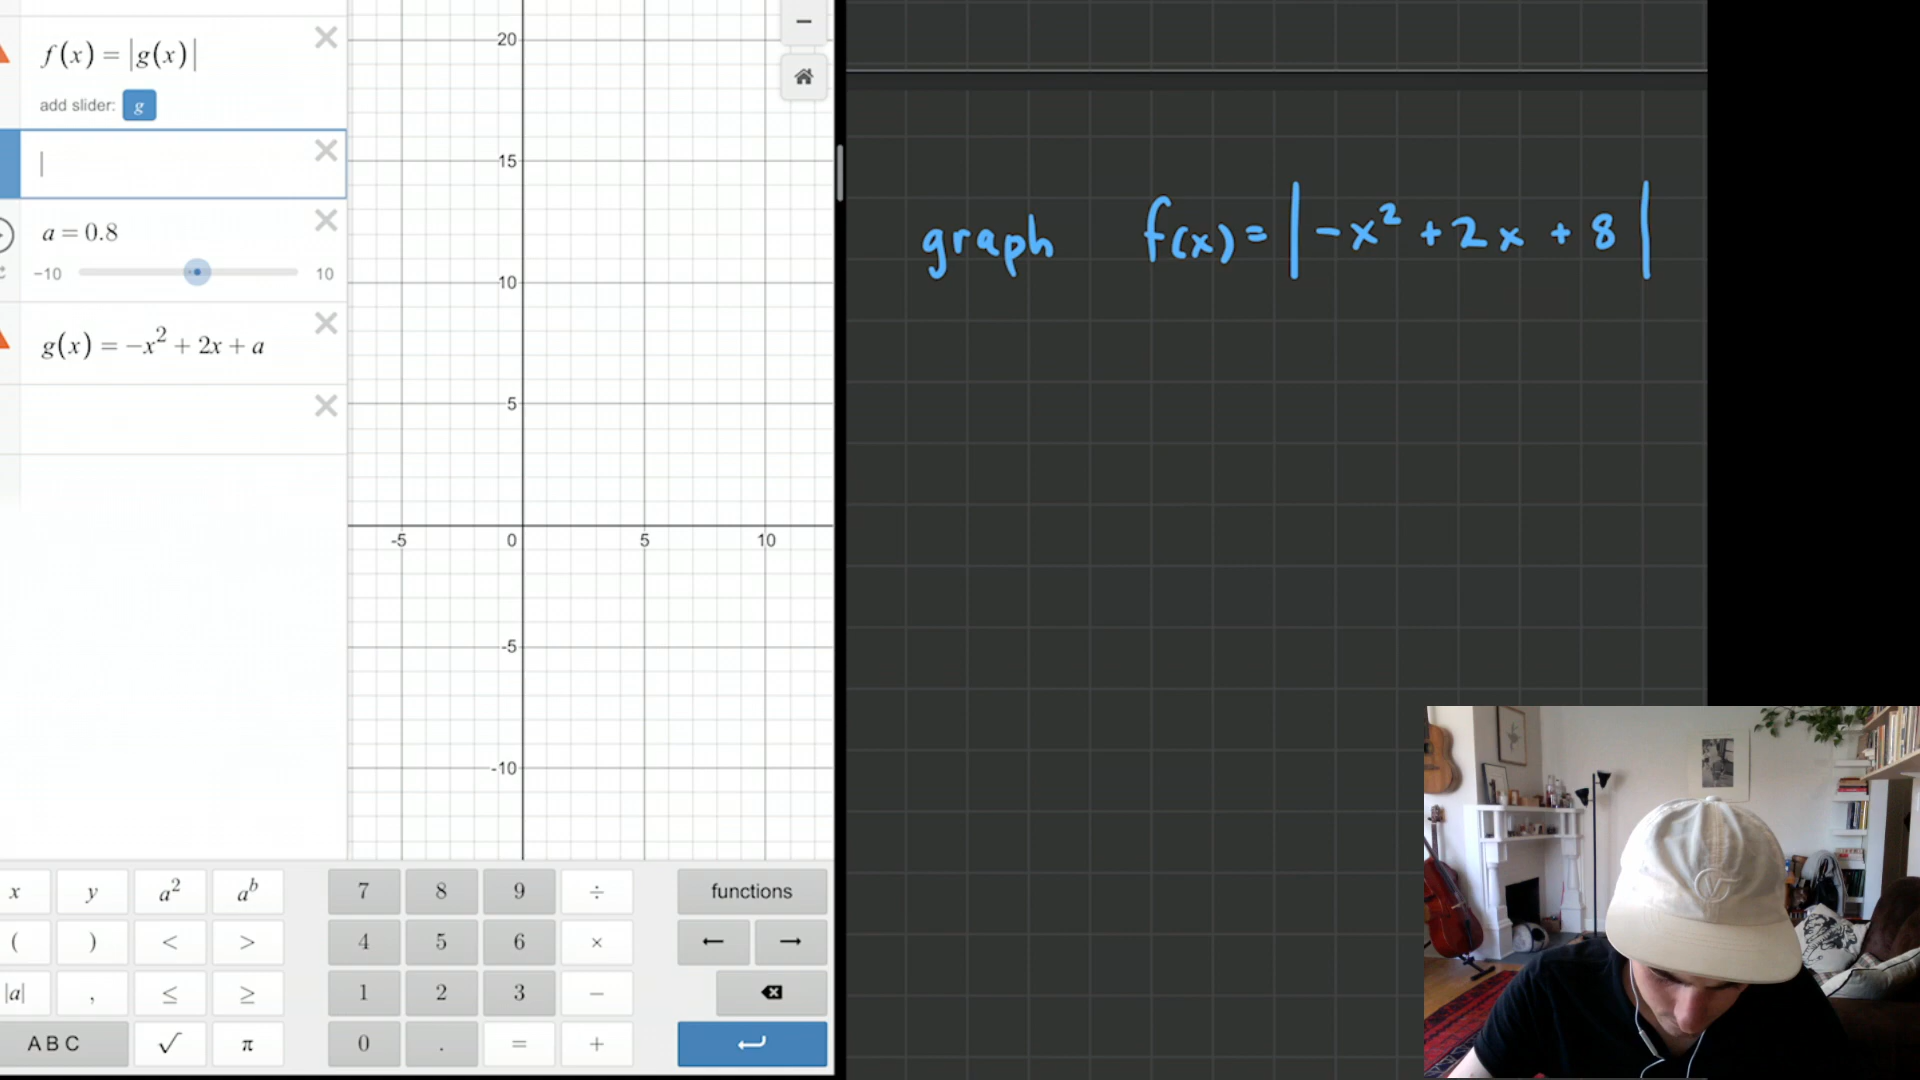 f(x) = |g(x)|
add slider: g
a = 0.8
−10 10
g(x) = −x² + 2x + a
20
15
10
5
-5 0 5 10
-5
-10
graph f(x) = | −x² + 2x + 8 |
x y a² aᵇ 7 8 9 ÷ functions
( ) < > 4 5 6 × ← →
|a| , ≤ ≥ 1 2 3 −
A B C √ π 0 . = +